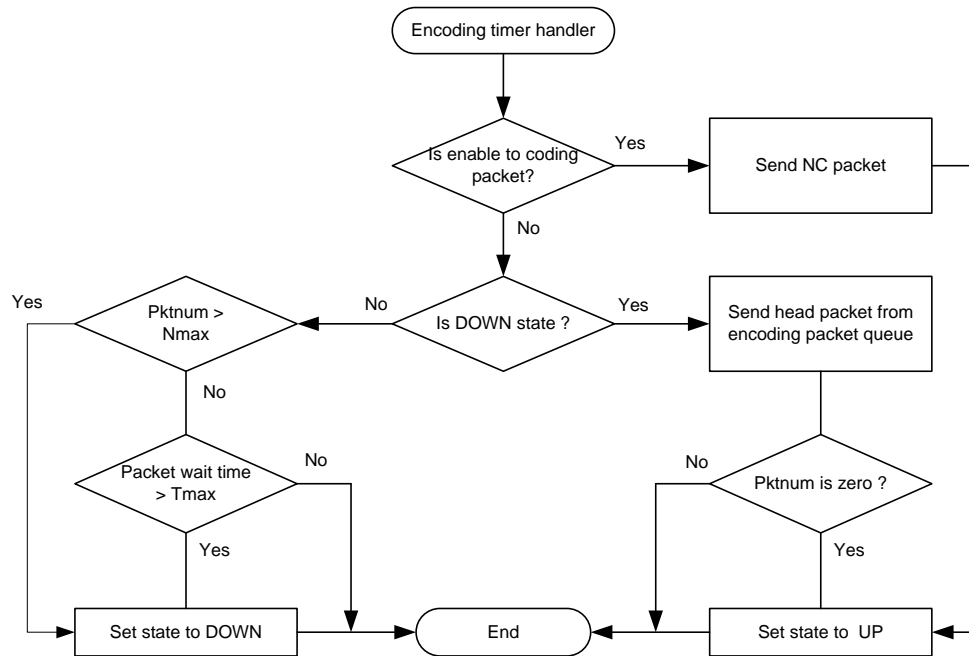 Encoding timer handler
Is enable to coding
packet?
Yes
Send NC packet
No
Yes
Pktnum >
Nmax
No
Is DOWN state ?
Yes
Send head packet from
encoding packet queue
No
Packet wait time
> Tmax
No
No
Pktnum is zero ?
Yes
Yes
Set state to DOWN
End
Set state to UP